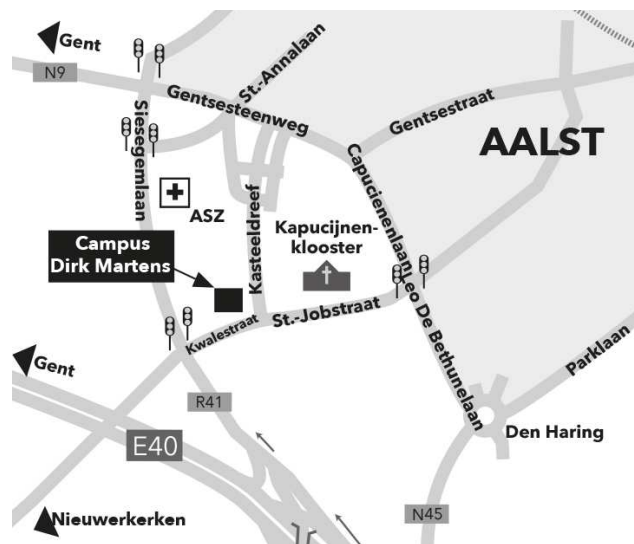 Gent
N9
St.-Annalaan
Gentsesteenweg
Gentsestraat
AALST
Siesegemlaan
ASZ
Capucienenlaan
Kasteeldreef
Kapucijnen-
klooster
Campus
Dirk Martens
St.-Jobstraat
Kwalestraat
Leo De Bethunelaan
Parklaan
Gent
R41
E40
Den Haring
N45
Nieuwerkerken